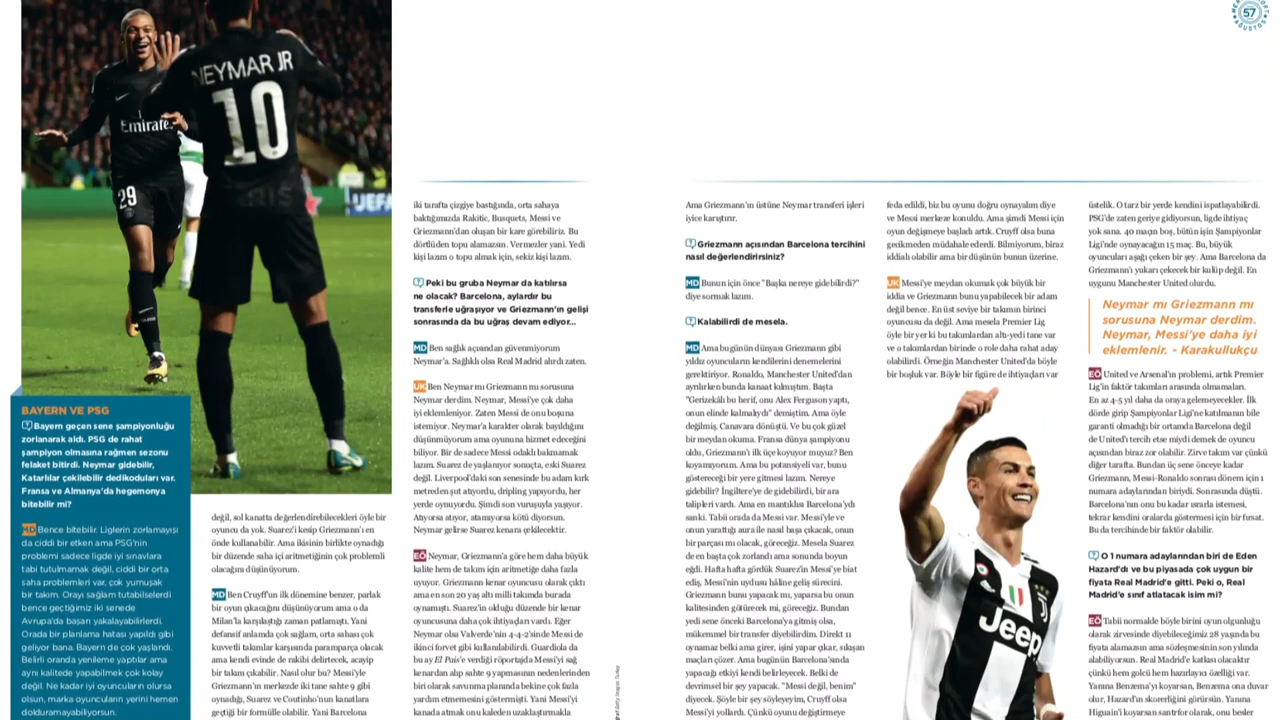 57
AĞUSTOS
NEYMAR JR
10
Emirates
29
UEFA
BAYERN VE PSG
Bayern geçen sene şampiyonluğu
zorlanarak aldı. PSG de rahat
şampiyon olmasına rağmen sezonu
felaket bitirdi. Neymar gidebilir,
Katarlılar çekilebilir dedikoduları var.
Fransa ve Almanya'da hegemonya
bitebilir mi?
MD Bence bitebilir. Liglerin zorlamayışı
da ciddi bir etken ama PSG'nin
problemi sadece ligde iyi sınavlara
tabi tutulmamak değil, ciddi bir orta
saha problemleri var, çok yumuşak
bir takım. Orayı sağlam tutabilselerdi
bence geçtiğimiz iki senede
Avrupa'da başarı yakalayabilirlerdi.
Orada bir planlama hatası yapıldı gibi
geliyor bana. Bayern de çok yaşlandı.
Belirli oranda yenileme yaptılar ama
aynı kalitede yapabilmek çok kolay
değil. Ne kadar iyi oyuncuların olursa
olsun, marka oyuncuların yerini hemen
dolduramayabiliyorsun.
değil, sol kanatta değerlendirebilecekleri öyle bir
oyuncu da yok. Suarez'i kesip Griezmann'ı en
önde kullanabilir. Ama ikisinin birlikte oynadığı
bir düzende saha içi aritmetiğinin çok problemli
olacağını düşünüyorum.
MD Ben Cruyff'un ilk dönemine benzer, parlak
bir oyun çıkacağını düşünüyorum ama o da
Milan'la karşılaştığı zaman patlamıştı. Yani
defansif anlamda çok sağlam, orta sahası çok
kuvvetli takımlar karşısında paramparça olacak
ama kendi evinde de rakibi delirtecek, acayip
bir takım çıkabilir. Nasıl olur bu? Messi'yle
Griezmann'ın merkezde iki tane sahte 9 gibi
oynadığı, Suarez ve Coutinho'nun kanatlara
geçtiği bir formülle olabilir. Yani Barcelona
iki tarafta çizgiye bastığında, orta sahaya
baktığımızda Rakitic, Busquets, Messi ve
Griezmann'dan oluşan bir kare görebiliriz. Bu
dörtlüden topu alamazsın. Vermezler yani. Yedi
kişi lazım o topu almak için, sekiz kişi lazım.
Peki bu gruba Neymar da katılırsa
ne olacak? Barcelona, aylardır bu
transferle uğraşıyor ve Griezmann'ın gelişi
sonrasında da bu uğraş devam ediyor...
MD Ben sağlık açısından güvenmiyorum
Neymar'a. Sağlıklı olsa Real Madrid alırdı zaten.
UK Ben Neymar mı Griezmann mı sorusuna
Neymar derdim. Neymar, Messi'ye çok daha
iyi eklemleniyor. Zaten Messi de onu boşuna
istemiyor. Neymar'a karakter olarak bayıldığını
düşünmüyorum ama oyununa hizmet edeceğini
biliyor. Bir de sadece Messi odaklı bakmamak
lazım. Suarez de yaşlanıyor sonuçta, eski Suarez
değil. Liverpool'daki son senesinde bu adam kırk
metreden şut atıyordu, dripling yapıyordu, her
yerde oynuyordu. Şimdi son vuruşuyla yaşıyor.
Atıyorsa atıyor, atamıyorsa kötü diyorsun.
Neymar gelirse Suarez kenara çekilecektir.
EÖ Neymar, Griezmann'a göre hem daha büyük
kalite hem de takım için aritmetiğe daha fazla
uyuyor. Griezmann kenar oyuncusu olarak çıktı
ama en son 20 yaş altı milli takımda burada
oynamıştı. Suarez'in olduğu düzende bir kenar
oyuncusuna daha çok ihtiyaçları vardı. Eğer
Neymar olsa Valverde'nin 4-4-2'sinde Messi de
ikinci forvet gibi kullanılabilirdi. Guardiola da
bu ay El Pais'e verdiği röportajda Messi'yi sağ
kenardan alıp sahte 9 yapmasının nedenlerinden
biri olarak savunma planında bekine çok fazla
yardım etmemesini göstermişti. Yani Messi'yi
kanada atmak onu kaleden uzaklaştırmakla
Ama Griezmann'ın üstüne Neymar transferi işleri
iyice karıştırır.
Griezmann açısından Barcelona tercihini
nasıl değerlendirirsiniz?
MD Bunun için önce "Başka nereye gidebilirdi?"
diye sormak lazım.
Kalabilirdi de mesela.
MD Ama bugünün dünyası Griezmann gibi
yıldız oyuncuların kendilerini denemelerini
gerektiriyor. Ronaldo, Manchester United'dan
ayrılırken bunda kanaat kılmıştım. Başta
"Gerizekâlı bu herif, onu Alex Ferguson yaptı,
onun elinde kalmalıydı" demiştim. Ama öyle
değilmiş. Canavara dönüştü. Ve bu çok güzel
bir meydan okuma. Fransa dünya şampiyonu
oldu, Griezmann'ı ilk üçe koyuyor muyuz? Ben
koyamıyorum. Ama bu potansiyeli var, bunu
göstereceği bir yere gitmesi lazım. Nereye
gidebilir? İngiltere'ye de gidebilirdi, bir ara
talipleri vardı. Ama en mantıklısı Barcelona'ydı
sanki. Tabii orada da Messi var. Messi'yle ve
onun yarattığı aura ile nasıl başa çıkacak, onun
bir parçası mı olacak, göreceğiz. Mesela Suarez
de en başta çok zorlandı ama sonunda boyun
eğdi. Hafta hafta gördük Suarez'in Messi'ye biat
ediş, Messi'nin uydusu hâline geliş sürecini.
Griezmann bunu yapacak mı, yaparsa bu onun
kalitesinden götürecek mi, göreceğiz. Bundan
yedi sene önceki Barcelona'ya gitmiş olsa,
mükemmel bir transfer diyebilirdim. Direkt 11
oynamaz belki ama girer, işini yapar çıkar, sıkışan
maçları çözer. Ama bugünün Barcelona'sında
yapacağı etkiyi kendi belirleyecek. Belki de
devrimsel bir şey yapacak. "Messi değil, benim"
diyecek. Şöyle bir şey söyleyeyim, Cruyff olsa
Messi'yi yollardı. Çünkü oyunu değiştirmeye
feda edildi, biz bu oyunu doğru oynayalım diye
ve Messi merkeze konuldu. Ama şimdi Messi için
oyun değişmeye başladı artık. Cruyff olsa buna
gecikmeden müdahale ederdi. Bilmiyorum, biraz
iddialı olabilir ama bir düşünün bunun üzerine.
UK Messi'ye meydan okumak çok büyük bir
iddia ve Griezmann bunu yapabilecek bir adam
değil bence. En üst seviye bir takımın birinci
oyuncusu da değil. Ama mesela Premier Lig
öyle bir yer ki bu takımlardan altı-yedi tane var
ve o takımlardan birinde o role daha rahat aday
olabilirdi. Örneğin Manchester United'da böyle
bir boşluk var. Böyle bir figüre de ihtiyaçları var
Jeep
üstelik. O tarz bir yerde kendini ispatlayabilirdi.
PSG'de zaten geriye gidiyorsun, ligde ihtiyaç
yok sana. 40 maçın boş, bütün işin Şampiyonlar
Ligi'nde oynayacağın 15 maç. Bu, büyük
oyuncuları aşağı çeken bir şey. Ama Barcelona da
Griezmann'ı yukarı çekecek bir kulüp değil. En
uygunu Manchester United olurdu.
Neymar mı Griezmann mı
sorusuna Neymar derdim.
Neymar, Messi'ye daha iyi
eklemlenir. - Karakullukçu
EÖ United ve Arsenal'ın problemi, artık Premier
Lig'in faktör takımları arasında olmamaları.
En az 4-5 yıl daha da oraya gelemeyecekler. İlk
dörde girip Şampiyonlar Ligi'ne katılmanın bile
garanti olmadığı bir ortamda Barcelona değil
de United'ı tercih etse miydi demek de oyuncu
açısından biraz zor olabilir. Zirve takım var çünkü
diğer tarafta. Bundan üç sene önceye kadar
Griezmann, Messi-Ronaldo sonrası dönem için 1
numara adaylarından biriydi. Sonrasında düştü.
Barcelona'nın onu bu kadar ısrarla istemesi,
tekrar kendini oralarda göstermesi için bir fırsat.
Bu da tercihinde bir faktör olabilir.
O 1 numara adaylarından biri de Eden
Hazard'dı ve bu piyasada çok uygun bir
fiyata Real Madrid'e gitti. Peki o, Real
Madrid'e sınıf atlatacak isim mi?
EÖ Tabii normalde böyle birini oyun olgunluğu
olarak zirvesinde diyebileceğimiz 28 yaşında bu
fiyata alamazsın ama sözleşmesinin son yılında
alabiliyorsun. Real Madrid'e katkısı olacaktır
çünkü hem golcü hem hazırlayıcı özelliği var.
Yanına Benzema'yı koyarsan, Benzema ona duvar
olur, Hazard'ın skorerliğini görürsün. Yanına
Higuain'i koyarsan santrfor olarak, onu besler